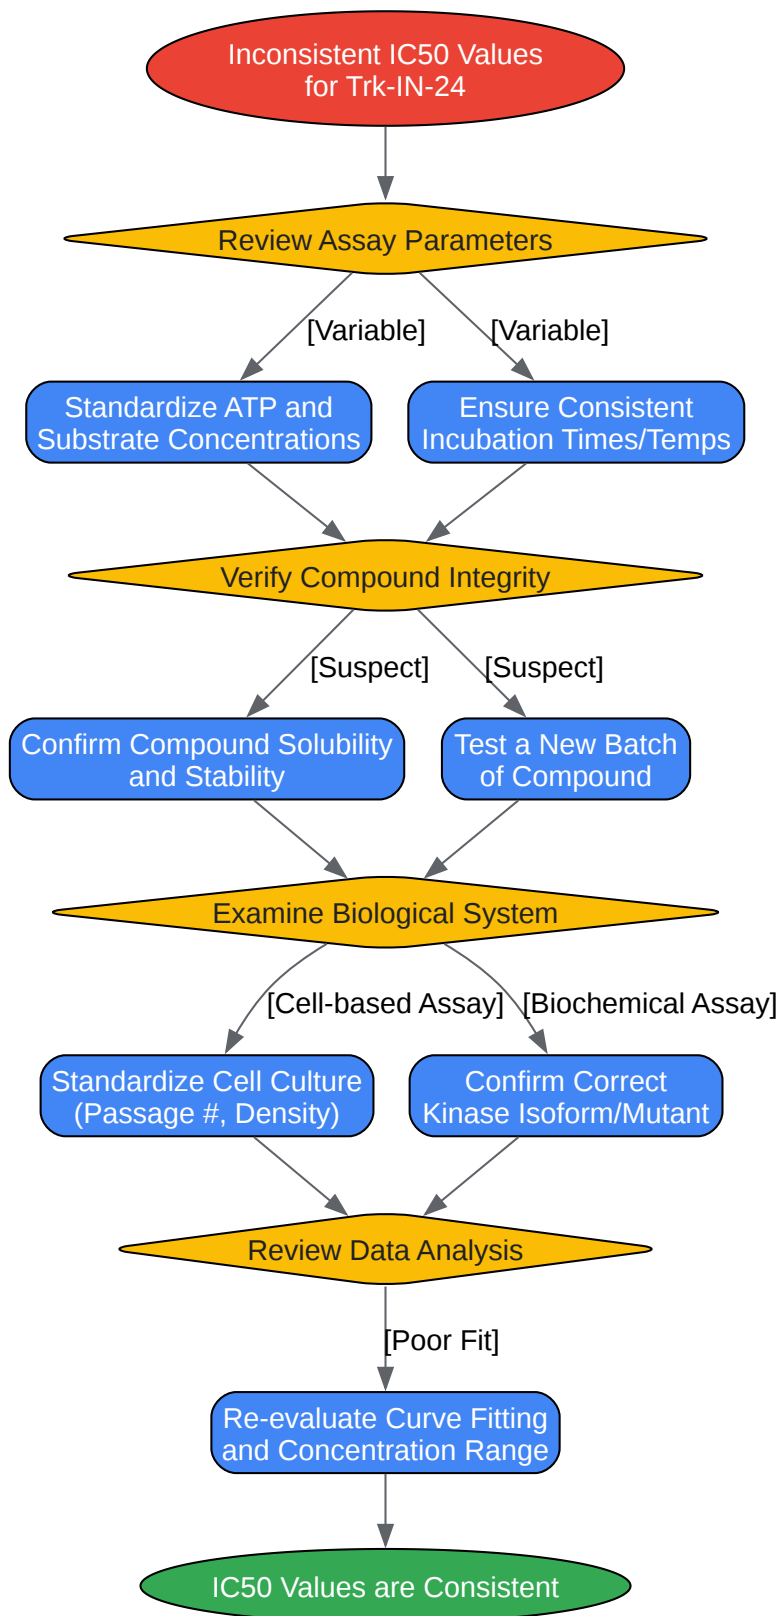 Inconsistent IC50 Values
for Trk-IN-24
Review Assay Parameters
[Variable]
[Variable]
Standardize ATP and
Substrate Concentrations
Ensure Consistent
Incubation Times/Temps
Verify Compound Integrity
[Suspect]
[Suspect]
Confirm Compound Solubility
and Stability
Test a New Batch
of Compound
Examine Biological System
[Cell-based Assay]
[Biochemical Assay]
Standardize Cell Culture
(Passage #, Density)
Confirm Correct
Kinase Isoform/Mutant
Review Data Analysis
[Poor Fit]
Re-evaluate Curve Fitting
and Concentration Range
IC50 Values are Consistent